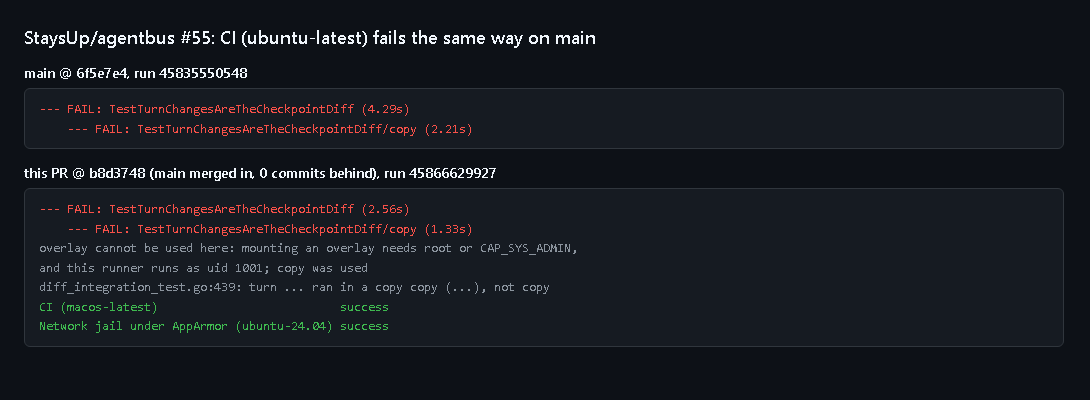 StaysUp/agentbus #55: CI (ubuntu-latest) fails the same way on main
main @ 6f5e7e4, run 45835550548
--- FAIL: TestTurnChangesAreTheCheckpointDiff (4.29s)
--- FAIL: TestTurnChangesAreTheCheckpointDiff/copy (2.21s)
this PR @ b8d3748 (main merged in, 0 commits behind), run 45866629927
--- FAIL: TestTurnChangesAreTheCheckpointDiff (2.56s)
--- FAIL: TestTurnChangesAreTheCheckpointDiff/copy (1.33s)
overlay cannot be used here: mounting an overlay needs root or CAP_SYS_ADMIN,
and this runner runs as uid 1001; copy was used
diff_integration_test.go:439: turn ... ran in a copy copy (...), not copy
CI (macos-latest) success
Network jail under AppArmor (ubuntu-24.04) success